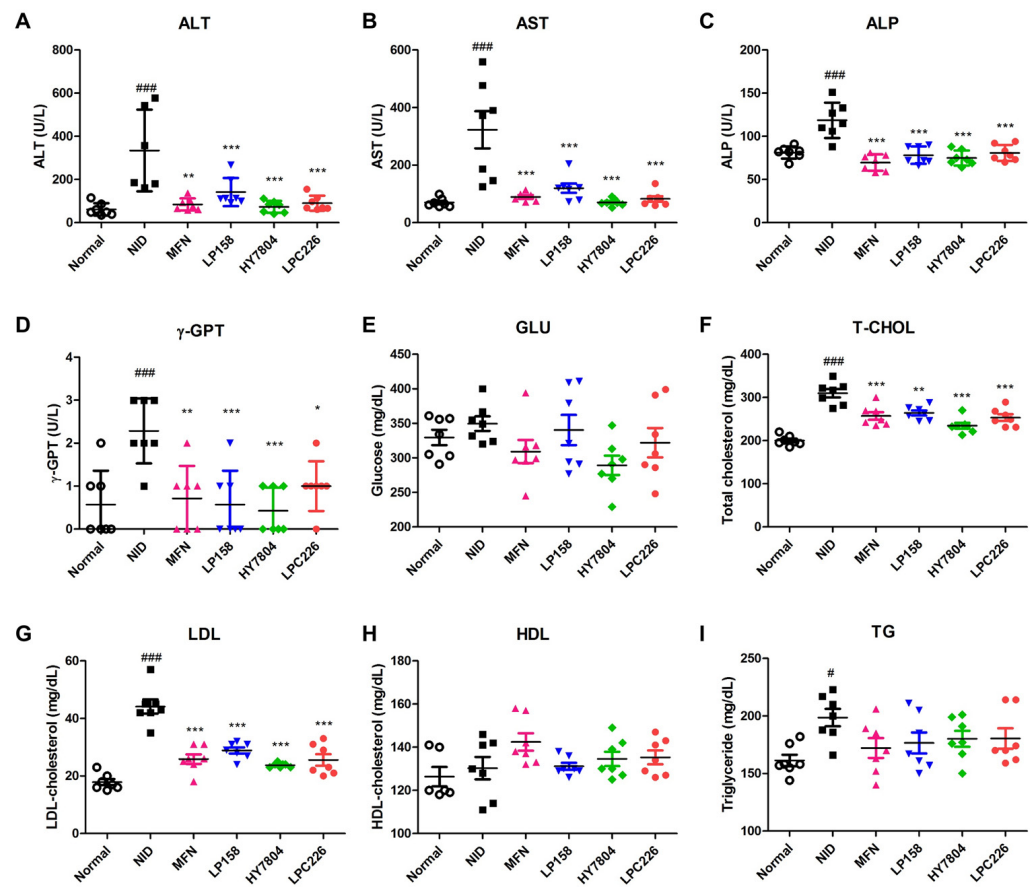 A
ALT
ALT (U/L)
800
600
400
200
0
###
**
***
***
***
Normal
NID
MFN
LP158
HY7804
LPC226
B
AST
AST (U/L)
600
400
200
0
###
***
***
***
***
Normal
NID
MFN
LP158
HY7804
LPC226
C
ALP
ALP (U/L)
200
150
100
50
0
###
***
***
***
***
Normal
NID
MFN
LP158
HY7804
LPC226
D
γ-GPT
γ-GPT (U/L)
4
3
2
1
0
###
**
***
***
*
Normal
NID
MFN
LP158
HY7804
LPC226
E
GLU
Glucose (mg/dL)
450
400
350
300
250
200
Normal
NID
MFN
LP158
HY7804
LPC226
F
T-CHOL
Total cholesterol (mg/dL)
400
300
200
100
0
###
***
**
***
***
Normal
NID
MFN
LP158
HY7804
LPC226
G
LDL
LDL-cholesterol (mg/dL)
60
40
20
0
###
***
***
***
***
Normal
NID
MFN
LP158
HY7804
LPC226
H
HDL
HDL-cholesterol (mg/dL)
180
160
140
120
100
Normal
NID
MFN
LP158
HY7804
LPC226
I
TG
Triglyceride (mg/dL)
250
200
150
100
#
Normal
NID
MFN
LP158
HY7804
LPC226